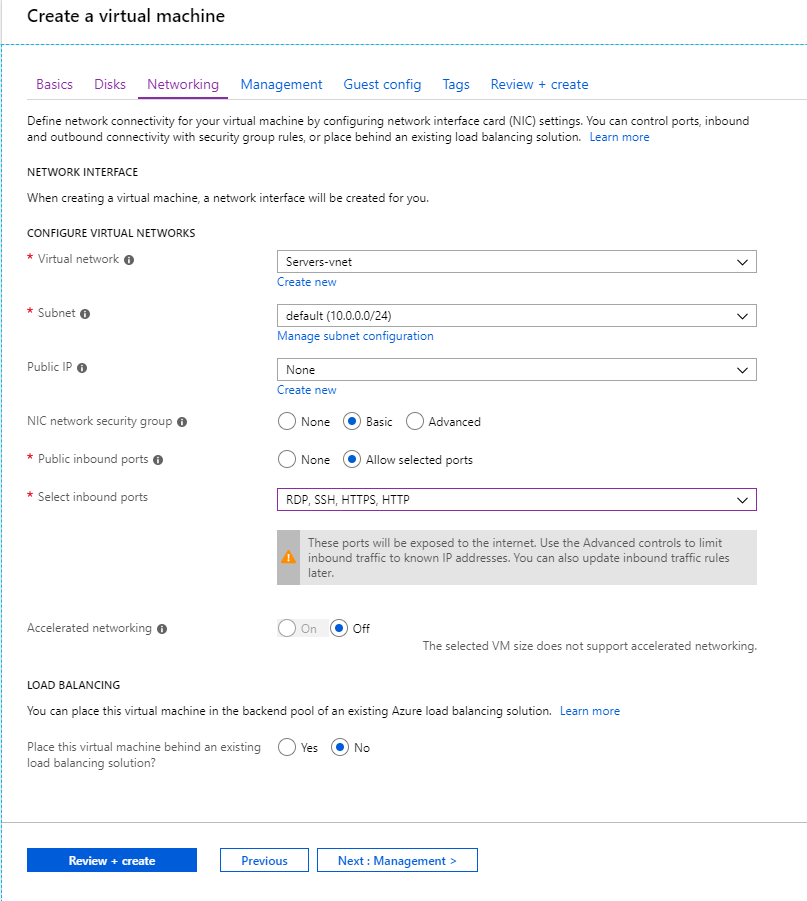 Create a virtual machine
Basics Disks Networking Management Guest config Tags Review + create
Define network connectivity for your virtual machine by configuring network interface card (NIC) settings. You can control ports, inbound
and outbound connectivity with security group rules, or place behind an existing load balancing solution. Learn more
NETWORK INTERFACE
When creating a virtual machine, a network interface will be created for you.
CONFIGURE VIRTUAL NETWORKS
* Virtual network
Servers-vnet
Create new
* Subnet
default (10.0.0.0/24)
Manage subnet configuration
Public IP
None
Create new
NIC network security group
None Basic Advanced
* Public inbound ports
None Allow selected ports
* Select inbound ports
RDP, SSH, HTTPS, HTTP
These ports will be exposed to the internet. Use the Advanced controls to limit
inbound traffic to known IP addresses. You can also update inbound traffic rules
later.
Accelerated networking
On Off
The selected VM size does not support accelerated networking.
LOAD BALANCING
You can place this virtual machine in the backend pool of an existing Azure load balancing solution. Learn more
Place this virtual machine behind an existing
load balancing solution?
Yes No
Review + create Previous Next : Management >